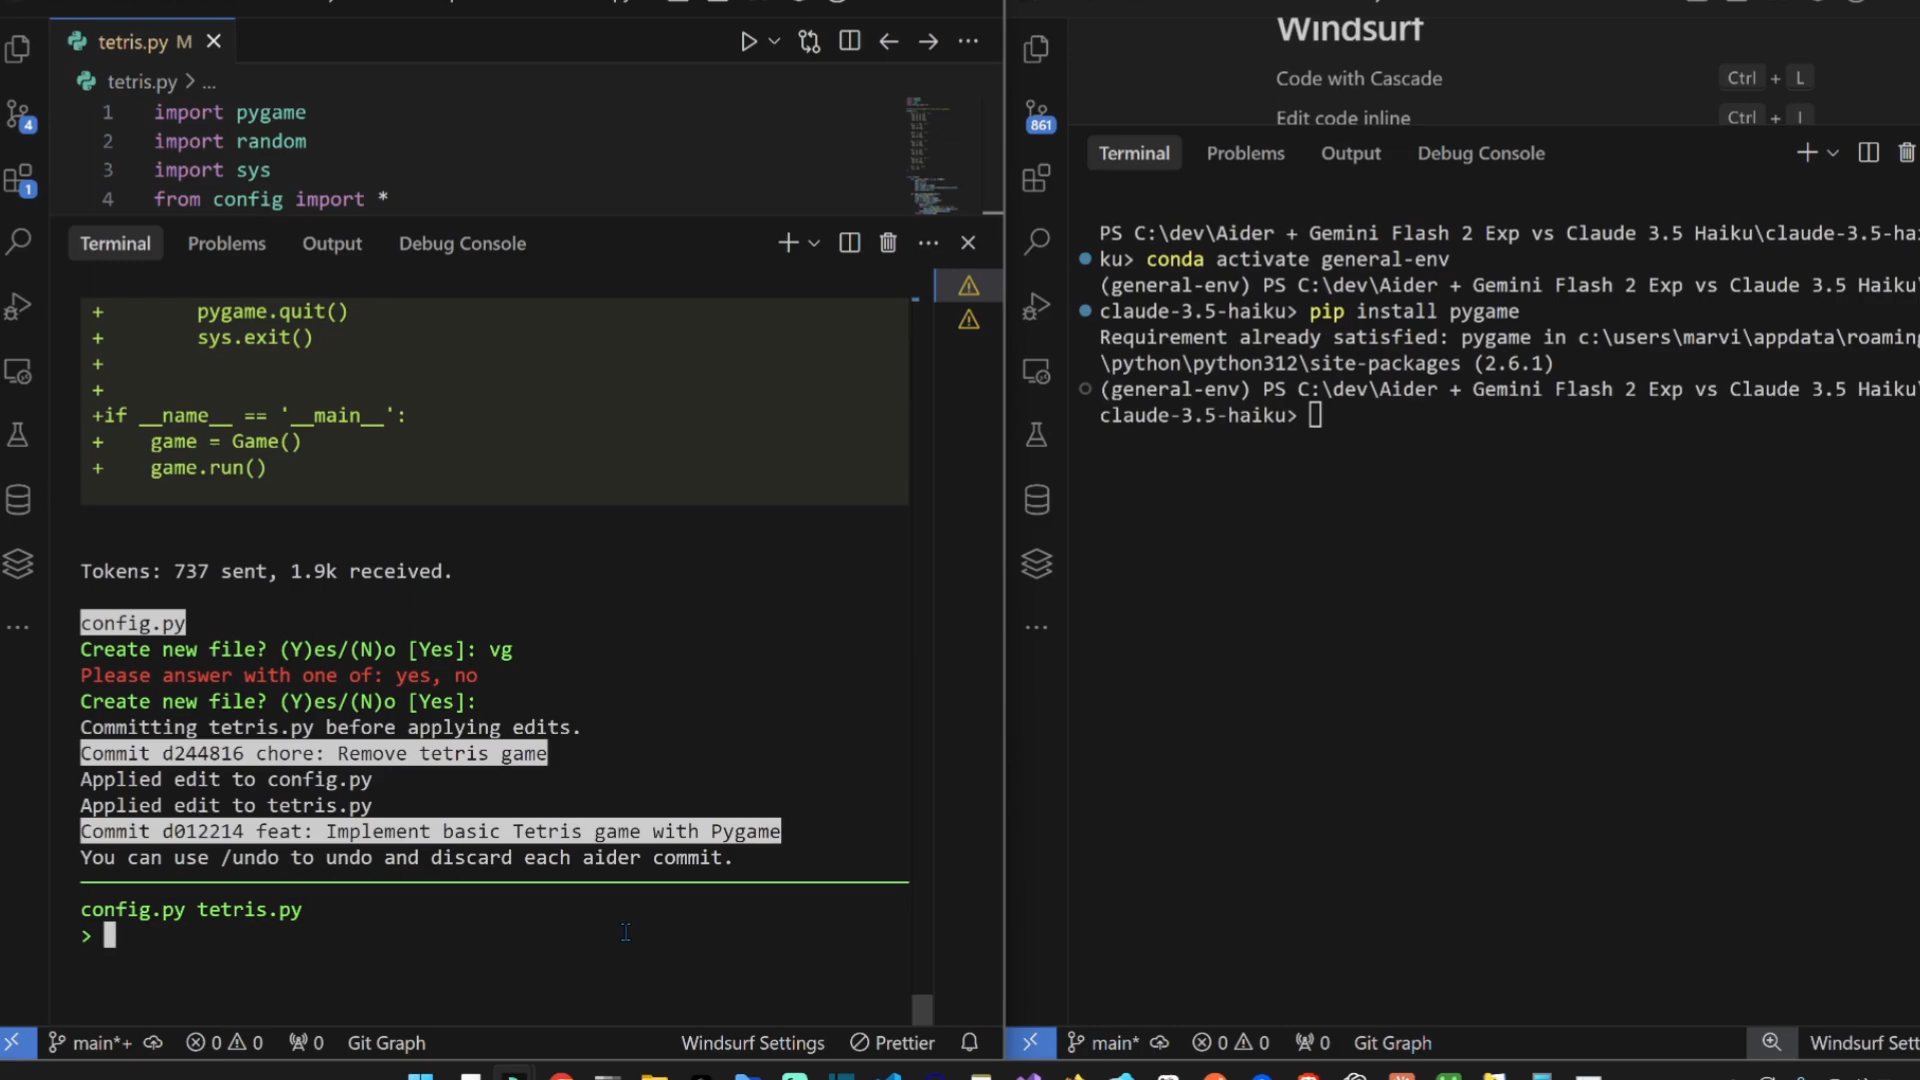 tetris.py M
tetris.py > ...
1 import pygame
2 import random
3 import sys
4 from config import *
4
1
Terminal Problems Output Debug Console
+ pygame.quit()
+ sys.exit()
+
+
+if __name__ == '__main__':
+ game = Game()
+ game.run()
Tokens: 737 sent, 1.9k received.
config.py
Create new file? (Y)es/(N)o [Yes]: vg
Please answer with one of: yes, no
Create new file? (Y)es/(N)o [Yes]:
Committing tetris.py before applying edits.
Commit d244816 chore: Remove tetris game
Applied edit to config.py
Applied edit to tetris.py
Commit d012214 feat: Implement basic Tetris game with Pygame
You can use /undo to undo and discard each aider commit.
config.py tetris.py
>
main*+ 0 0 0 Git Graph Windsurf Settings Prettier
Windsurf
Code with Cascade Ctrl + L
Edit code inline Ctrl + I
861
Terminal Problems Output Debug Console
PS C:\dev\Aider + Gemini Flash 2 Exp vs Claude 3.5 Haiku\claude-3.5-hai
ku> conda activate general-env
(general-env) PS C:\dev\Aider + Gemini Flash 2 Exp vs Claude 3.5 Haiku\
claude-3.5-haiku> pip install pygame
Requirement already satisfied: pygame in c:\users\marvi\appdata\roaming
\python\python312\site-packages (2.6.1)
(general-env) PS C:\dev\Aider + Gemini Flash 2 Exp vs Claude 3.5 Haiku\
claude-3.5-haiku>
main* 0 0 0 Git Graph Windsurf Sett